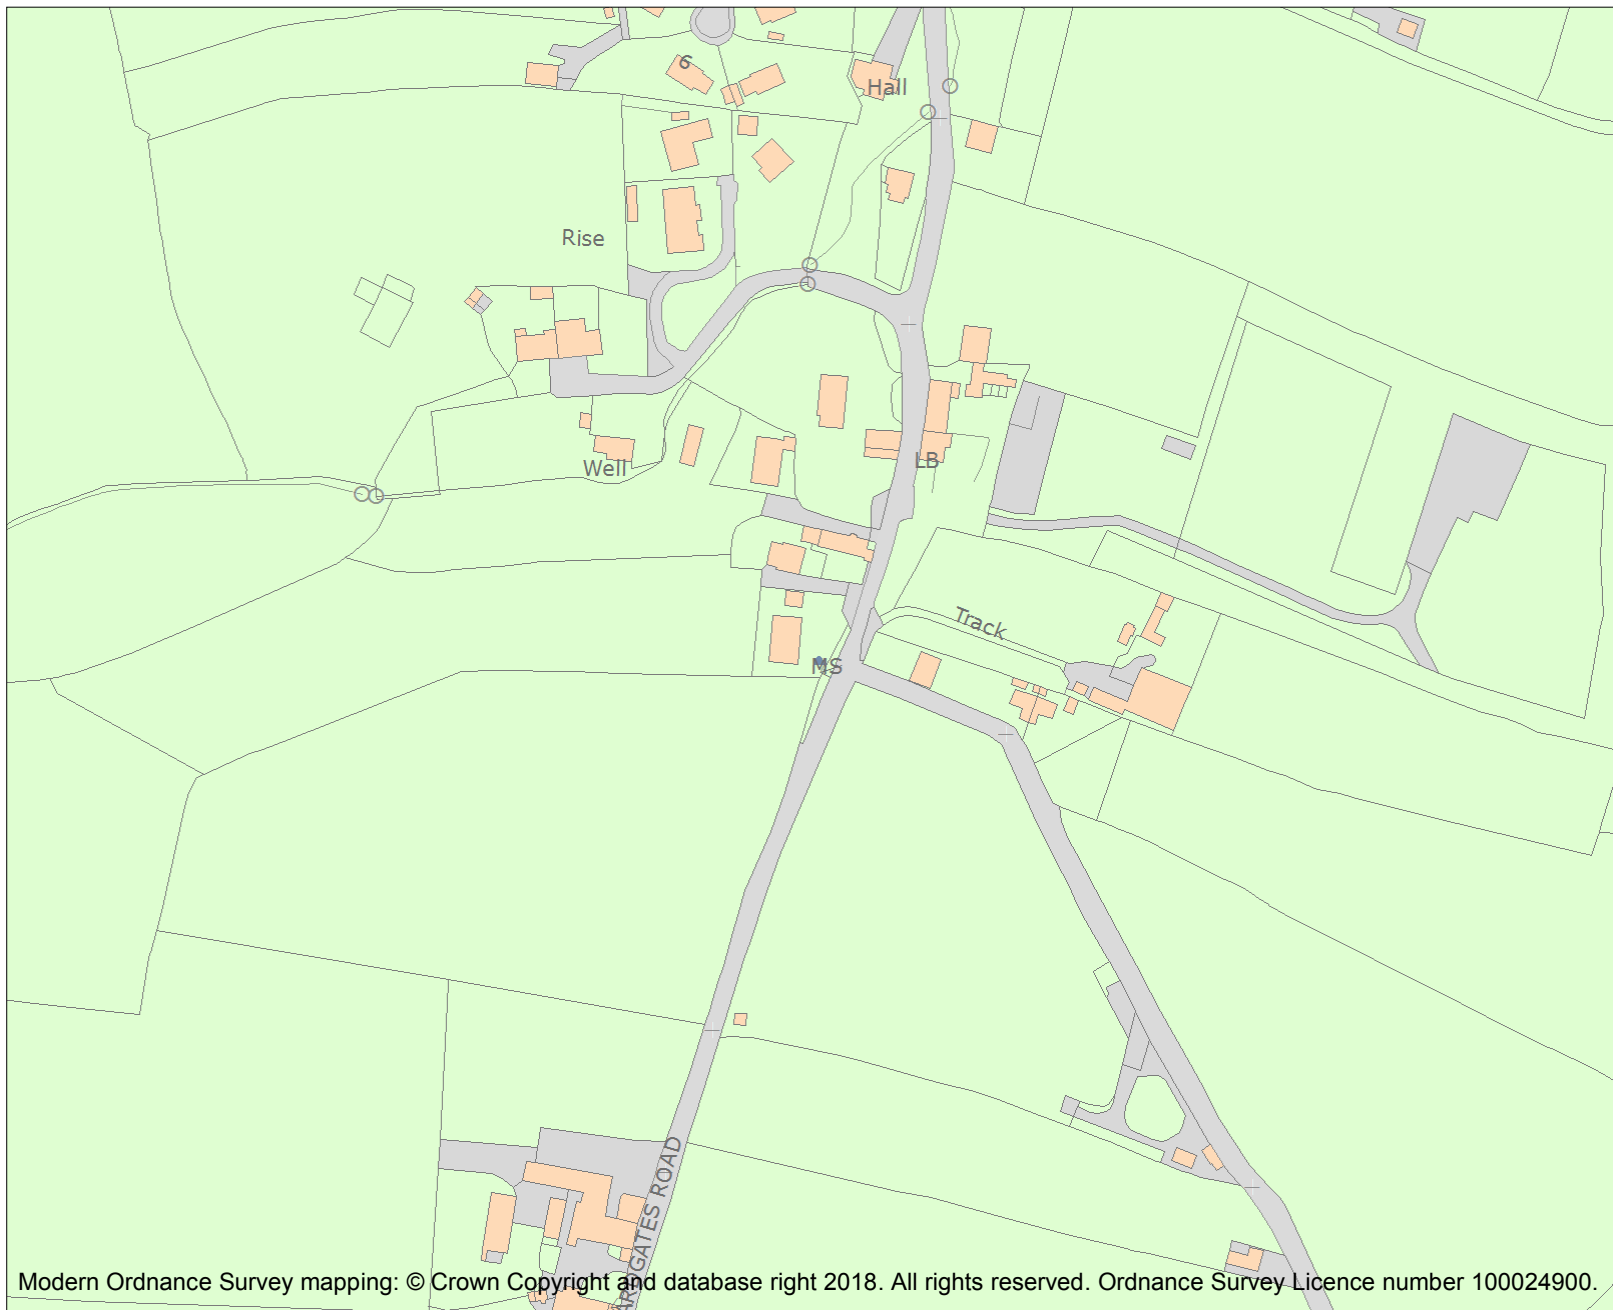 6
Hall
Rise
Well
LB
Track
MS
ARDGATES ROAD
Modern Ordnance Survey mapping: © Crown Copyright and database right 2018. All rights reserved. Ordnance Survey Licence number 100024900.